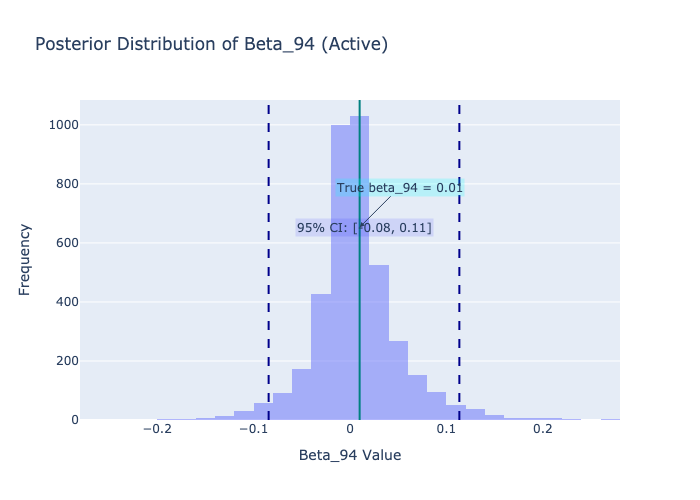 Posterior Distribution of Beta_94 (Active)
1000
800
600
400
200
0
Frequency
True beta_94 = 0.01
95% CI: [-0.08, 0.11]
−0.2
−0.1
0
0.1
0.2
Beta_94 Value